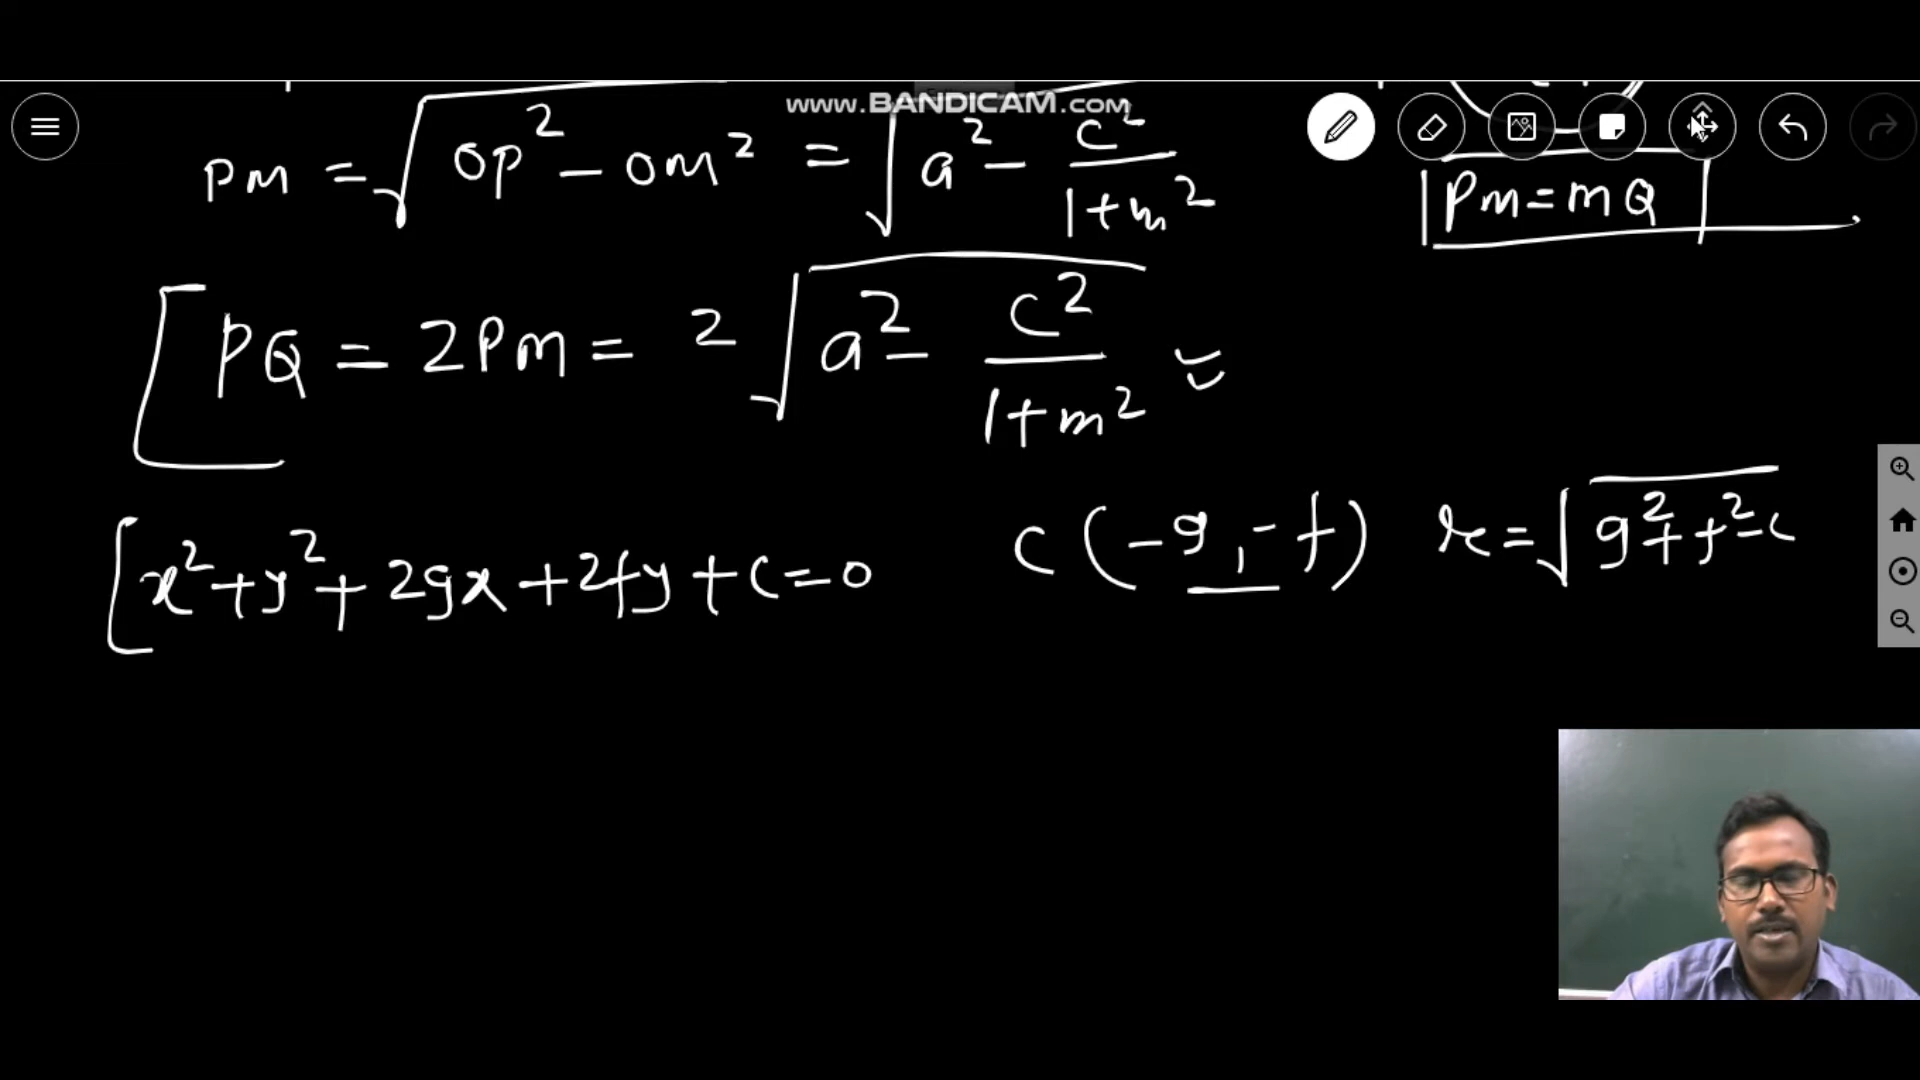 www.BANDICAM.com
PM = √(OP² - OM²) = √(a² - c²/(1+m²))
PM = MQ
PQ = 2PM = 2√(a² - c²/(1+m²))
x² + y² + 2gx + 2fy + c = 0
C (-g, -f) r = √(g² + f² - c)